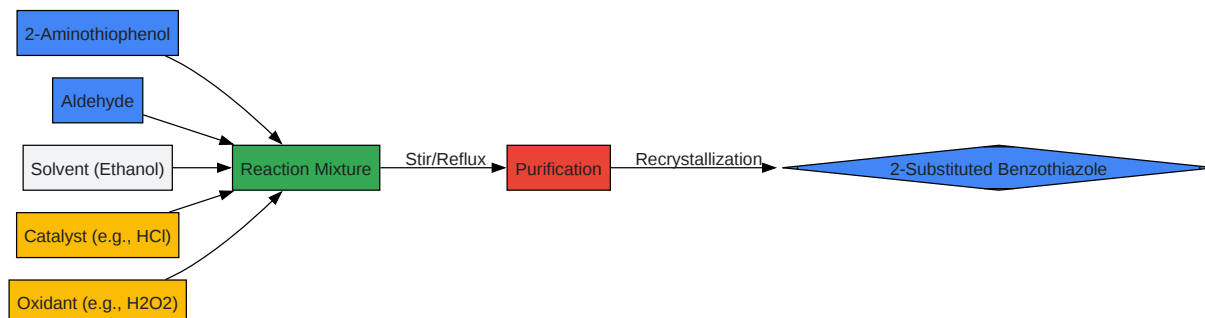 2-Aminothiophenol
Aldehyde
Solvent (Ethanol)
Reaction Mixture
Stir/Reflux
Purification
Recrystallization
2-Substituted Benzothiazole
Catalyst (e.g., HCl)
Oxidant (e.g., H2O2)